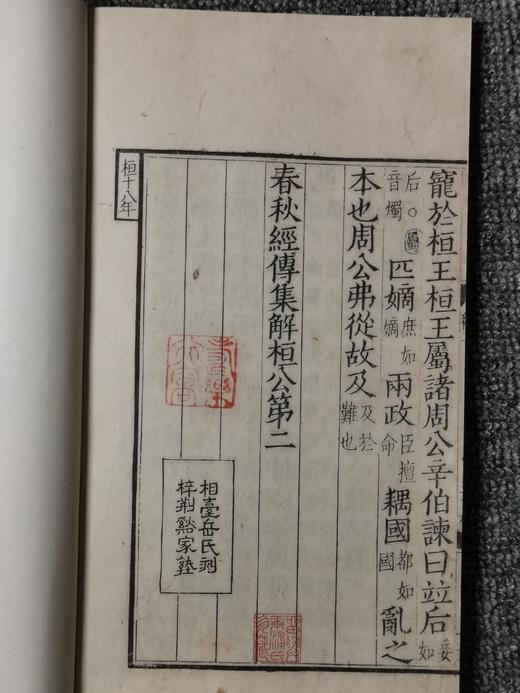 寵於桓王桓王屬諸周公辛伯諫曰竝后妾如
后○屬音燭匹嫡庶如嫡兩政臣擅命耦國都如國亂之
本也周公弗從故及及於難也
春秋經傳集解桓公第二
相臺岳氏刻
梓荆谿家塾
桓十八年